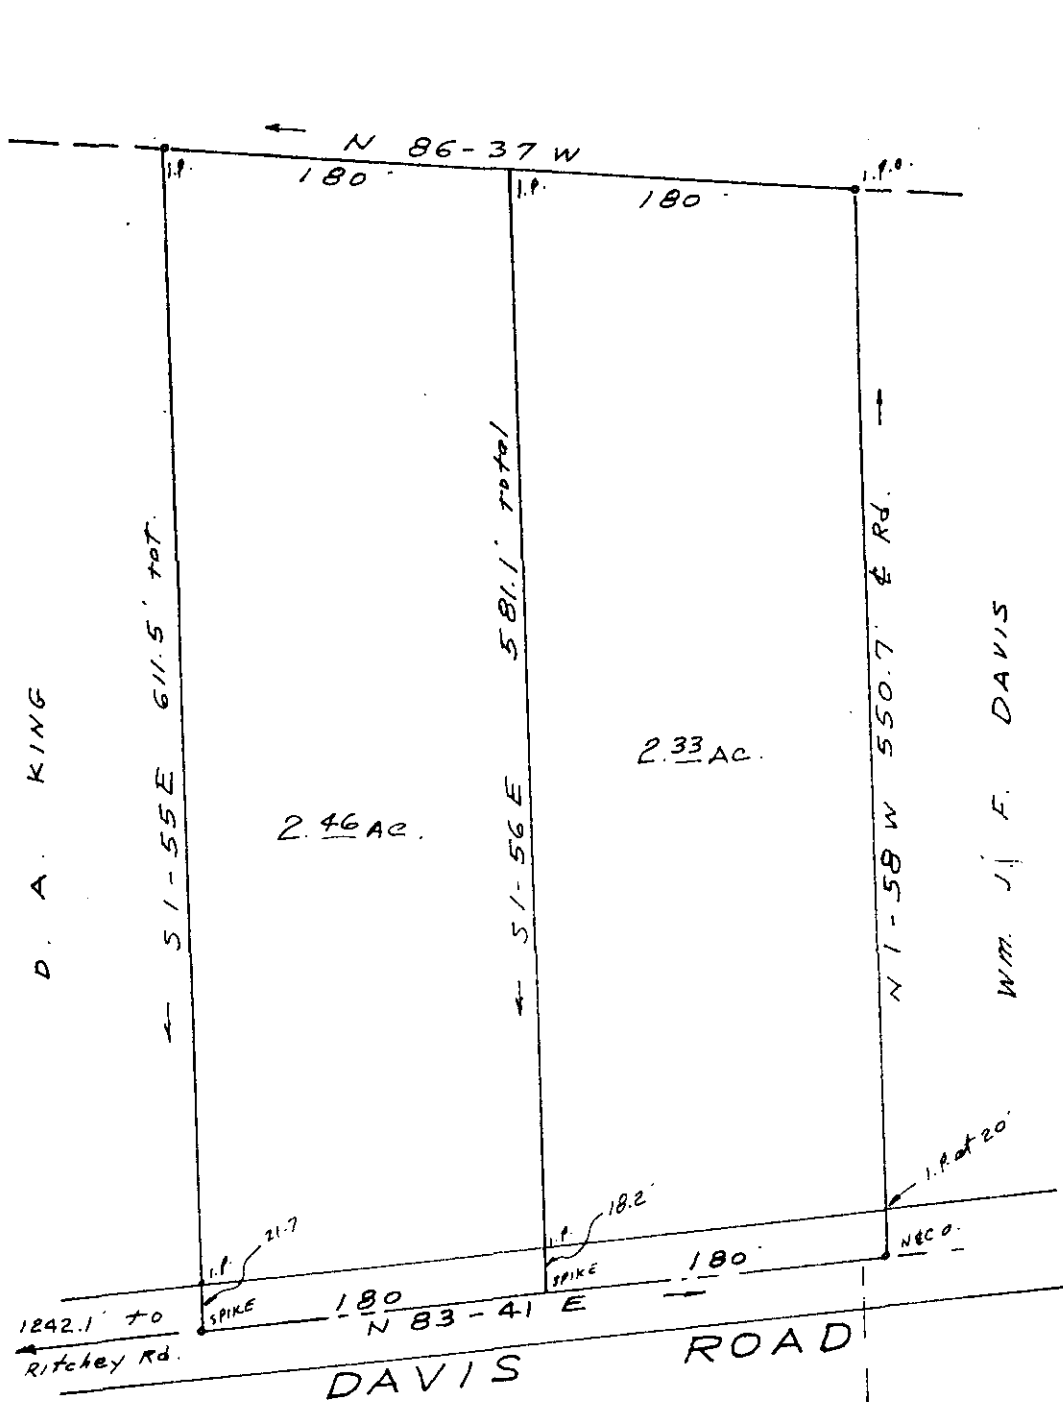 N 86-37 W
180'
180'
I.P.
I.P.
I.P.O.
S 1-55 E 611.5' TOT.
S 1-56 E 581.1' TOTAL
N 1-58 W 550.7' ℄ Rd.
D. A. KING
2.46 AC.
2.33 AC.
Wm. J. F. DAVIS
I.P. at 20'
21.7
18.2'
I.P.
I.P.
SPIKE
SPIKE
N&C O.
180
180'
N 83-41 E
1242.1' to
Ritchey Rd.
DAVIS ROAD